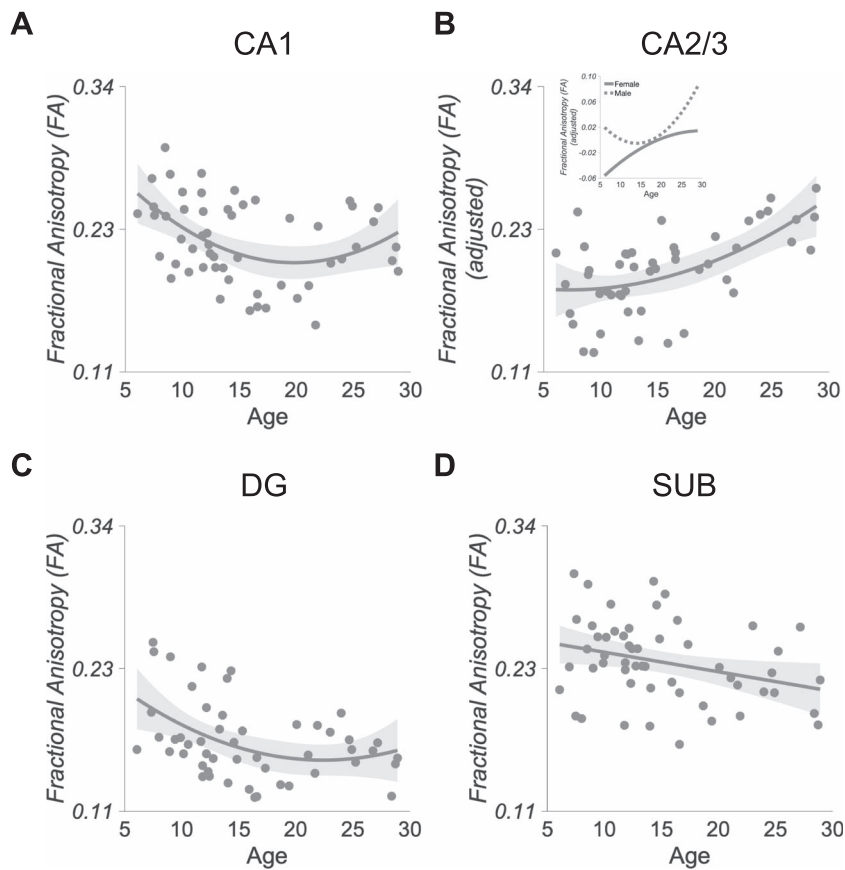 A
CA1
Fractional Anisotropy (FA)
0.34
0.23
0.11
5 10 15 20 25 30
Age
B
CA2/3
Fractional Anisotropy (FA)
(adjusted)
0.34
0.23
0.11
5 10 15 20 25 30
Age
Fractional Anisotropy (FA)
(adjusted)
0.10
0.06
0.02
-0.02
-0.06
Female
Male
5 10 15 20 25 30
Age
C
DG
Fractional Anisotropy (FA)
0.34
0.23
0.11
5 10 15 20 25 30
Age
D
SUB
Fractional Anisotropy (FA)
0.34
0.23
0.11
5 10 15 20 25 30
Age